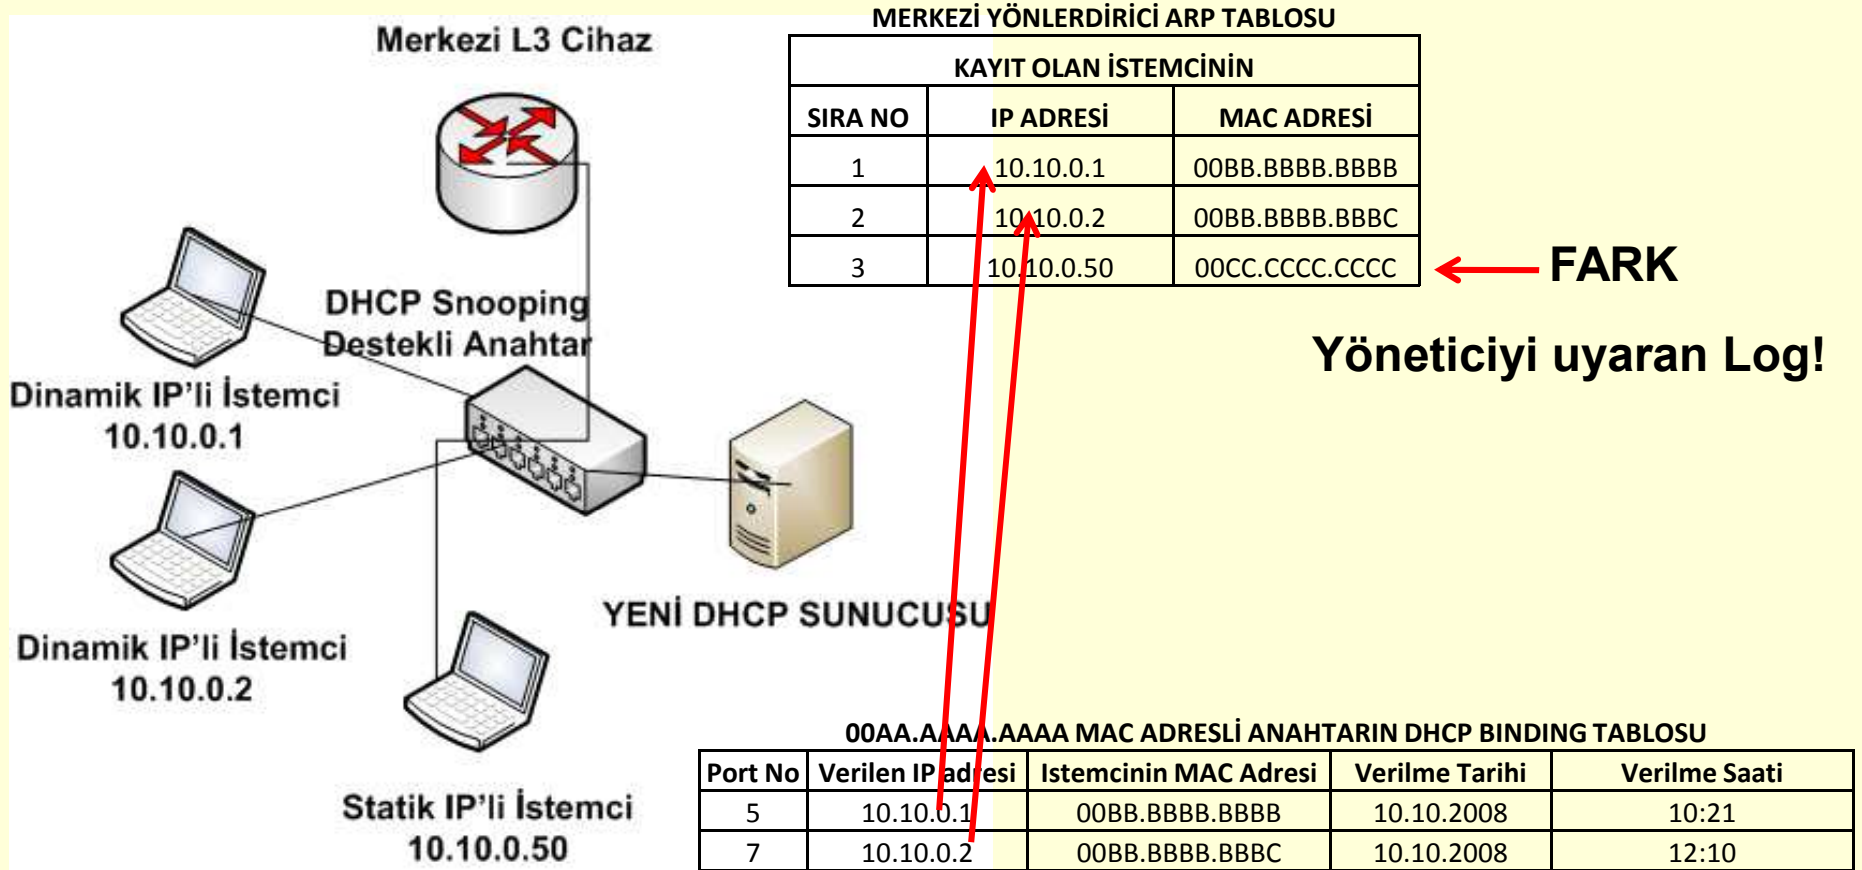 MERKEZİ YÖNLERDİRİCİ ARP TABLOSU
Merkezi L3 Cihaz
KAYIT OLAN İSTEMCİNİN
SIRA NO IP ADRESİ MAC ADRESİ
1 10.10.0.1 00BB.BBBB.BBBB
2 10.10.0.2 00BB.BBBB.BBBC
3 10.10.0.50 00CC.CCCC.CCCC
FARK
Yöneticiyi uyaran Log!
DHCP Snooping
Destekli Anahtar
Dinamik IP'li İstemci
10.10.0.1
YENİ DHCP SUNUCUSU
Dinamik IP'li İstemci
10.10.0.2
Statik IP'li İstemci
10.10.0.50
00AA.AAAA.AAAA MAC ADRESLİ ANAHTARIN DHCP BINDING TABLOSU
Port No Verilen IP adresi Istemcinin MAC Adresi Verilme Tarihi Verilme Saati
5 10.10.0.1 00BB.BBBB.BBBB 10.10.2008 10:21
7 10.10.0.2 00BB.BBBB.BBBC 10.10.2008 12:10